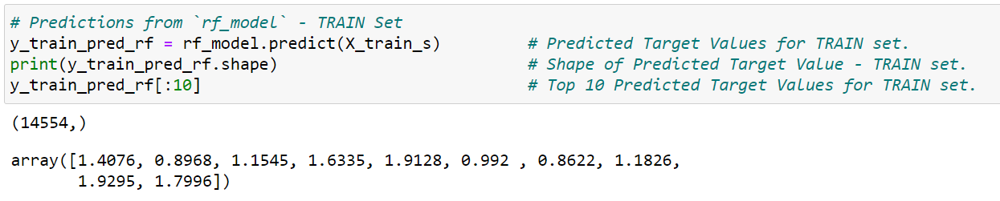 # Predictions from `rf_model` - TRAIN Set
y_train_pred_rf = rf_model.predict(X_train_s)         # Predicted Target Values for TRAIN set.
print(y_train_pred_rf.shape)                          # Shape of Predicted Target Value - TRAIN set.
y_train_pred_rf[:10]                                  # Top 10 Predicted Target Values for TRAIN set.
(14554,)
array([1.4076, 0.8968, 1.1545, 1.6335, 1.9128, 0.992 , 0.8622, 1.1826,
       1.9295, 1.7996])